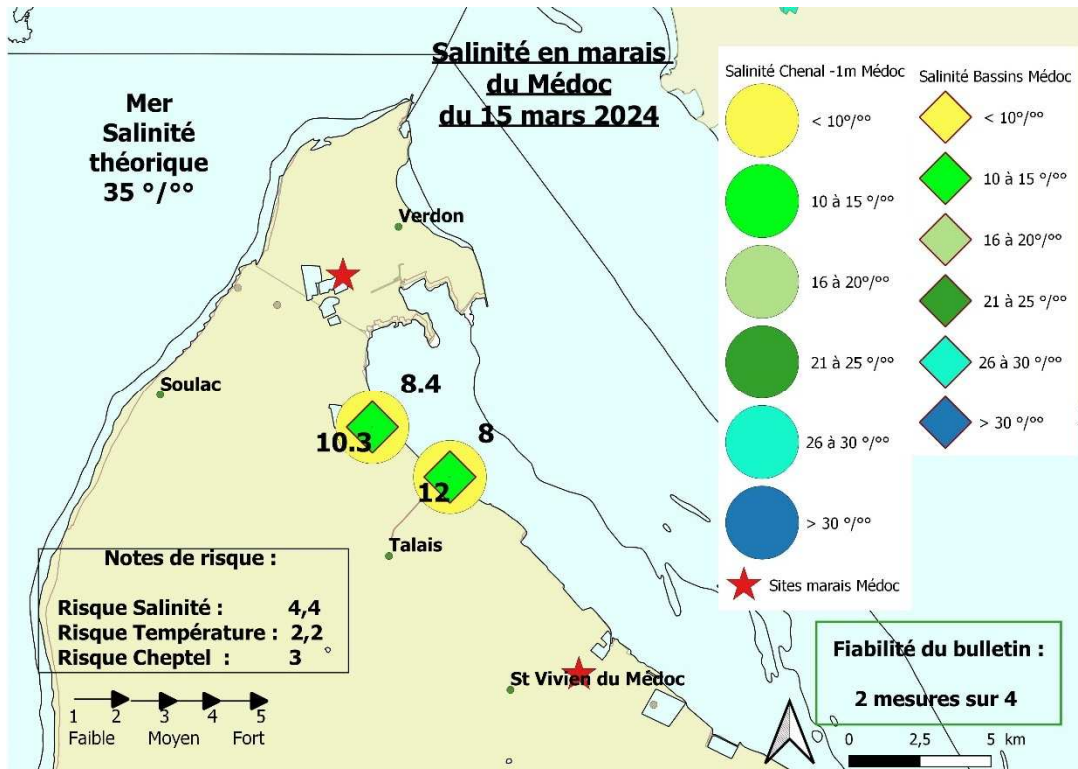 Salinité en marais
du Médoc
du 15 mars 2024
Mer
Salinité
théorique
35 °/°°
Verdon
Soulac
8.4
10.3
8
12
Talais
St Vivien du Médoc
Notes de risque :
Risque Salinité : 4,4
Risque Température : 2,2
Risque Cheptel : 3
1 2 3 4 5
Faible Moyen Fort
Salinité Chenal -1m Médoc
< 10°/°°
10 à 15 °/°°
16 à 20°/°°
21 à 25 °/°°
26 à 30 °/°°
> 30 °/°°
Sites marais Médoc
Salinité Bassins Médoc
< 10°/°°
10 à 15 °/°°
16 à 20°/°°
21 à 25 °/°°
26 à 30 °/°°
> 30 °/°°
Fiabilité du bulletin :
2 mesures sur 4
0 2,5 5 km